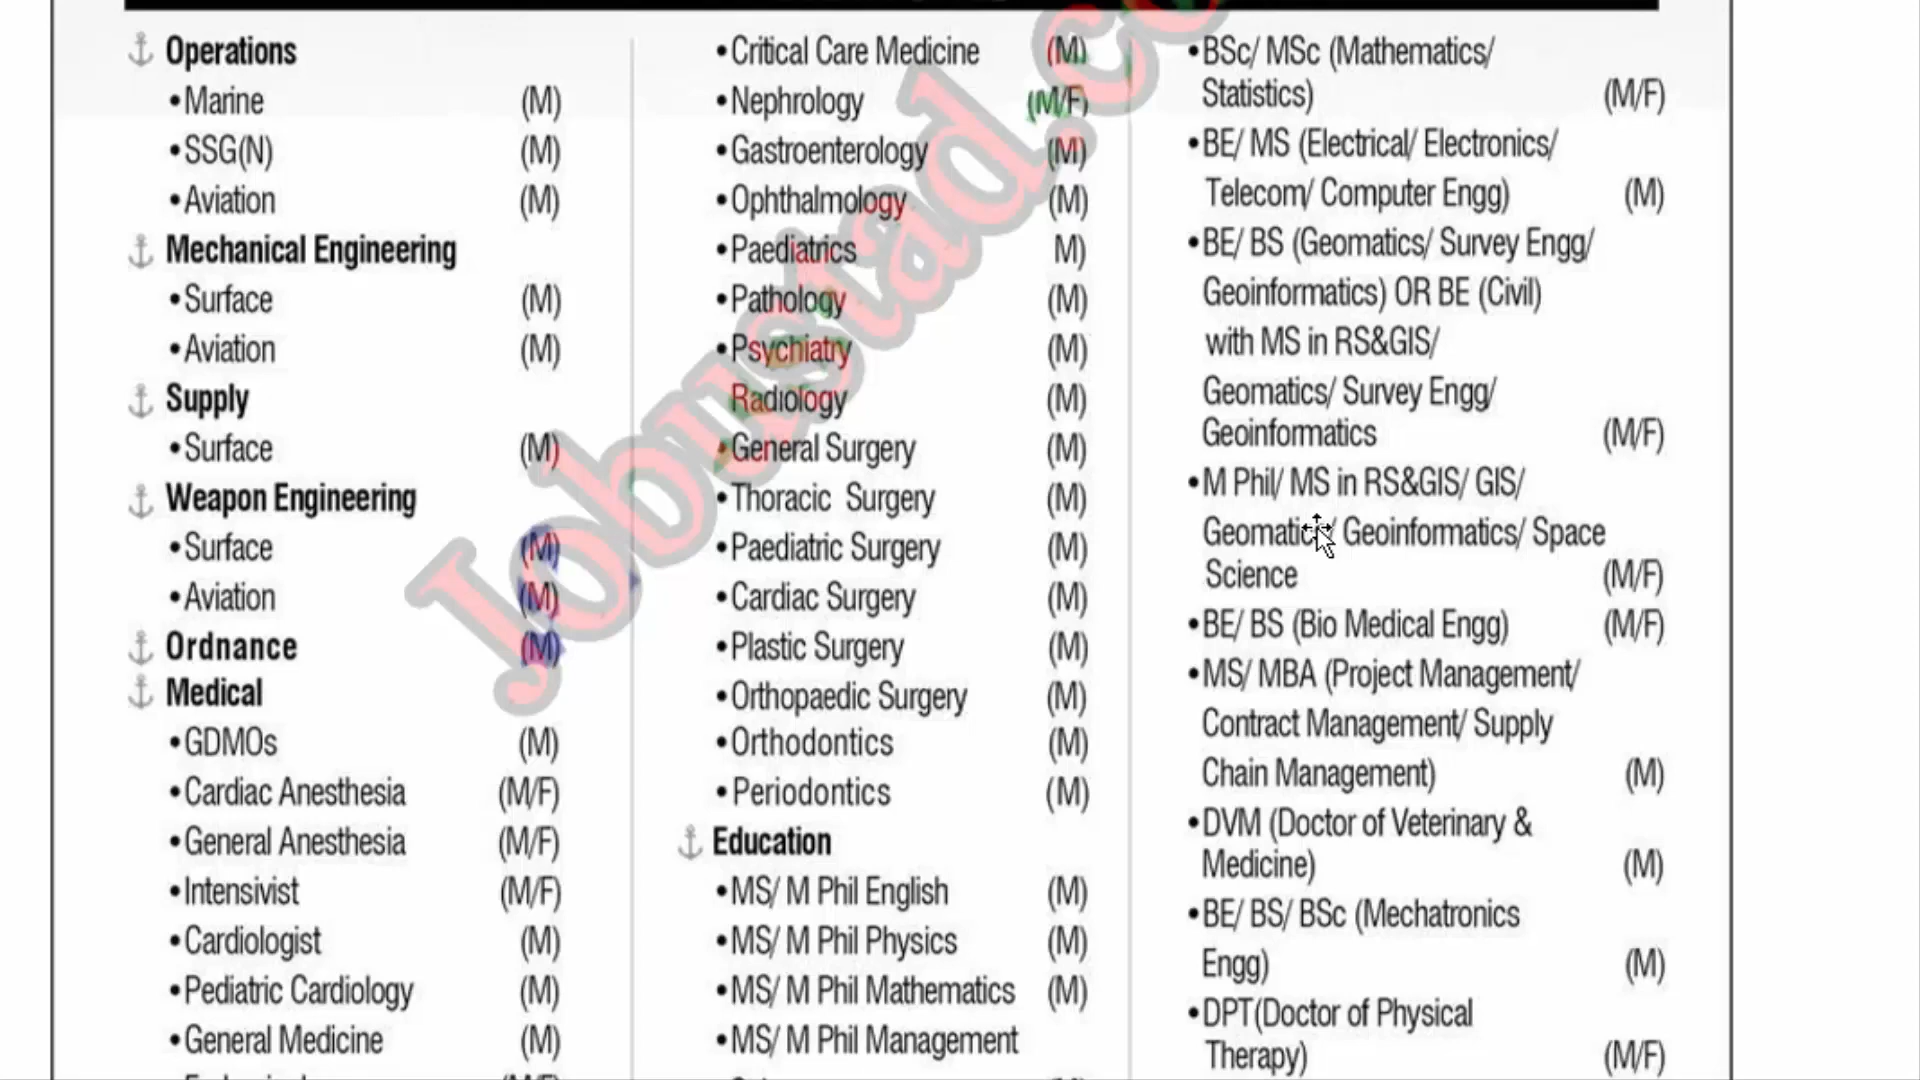 Operations
•Marine (M)
•SSG(N) (M)
•Aviation (M)
Mechanical Engineering
•Surface (M)
•Aviation (M)
Supply
•Surface (M)
Weapon Engineering
•Surface (M)
•Aviation (M)
Ordnance (M)
Medical
•GDMOs (M)
•Cardiac Anesthesia (M/F)
•General Anesthesia (M/F)
•Intensivist (M/F)
•Cardiologist (M)
•Pediatric Cardiology (M)
•General Medicine (M)
•Critical Care Medicine (M)
•Nephrology (M/F)
•Gastroenterology (M)
•Ophthalmology (M)
•Paediatrics M)
•Pathology (M)
•Psychiatry (M)
Radiology (M)
•General Surgery (M)
•Thoracic Surgery (M)
•Paediatric Surgery (M)
•Cardiac Surgery (M)
•Plastic Surgery (M)
•Orthopaedic Surgery (M)
•Orthodontics (M)
•Periodontics (M)
Education
•MS/ M Phil English (M)
•MS/ M Phil Physics (M)
•MS/ M Phil Mathematics (M)
•MS/ M Phil Management
•BSc/ MSc (Mathematics/
Statistics) (M/F)
•BE/ MS (Electrical/ Electronics/
Telecom/ Computer Engg) (M)
•BE/ BS (Geomatics/ Survey Engg/
Geoinformatics) OR BE (Civil)
with MS in RS&GIS/
Geomatics/ Survey Engg/
Geoinformatics (M/F)
•M Phil/ MS in RS&GIS/ GIS/
Geomatics/ Geoinformatics/ Space
Science (M/F)
•BE/ BS (Bio Medical Engg) (M/F)
•MS/ MBA (Project Management/
Contract Management/ Supply
Chain Management) (M)
•DVM (Doctor of Veterinary &
Medicine) (M)
•BE/ BS/ BSc (Mechatronics
Engg) (M)
•DPT(Doctor of Physical
Therapy) (M/F)
Jobustad.co